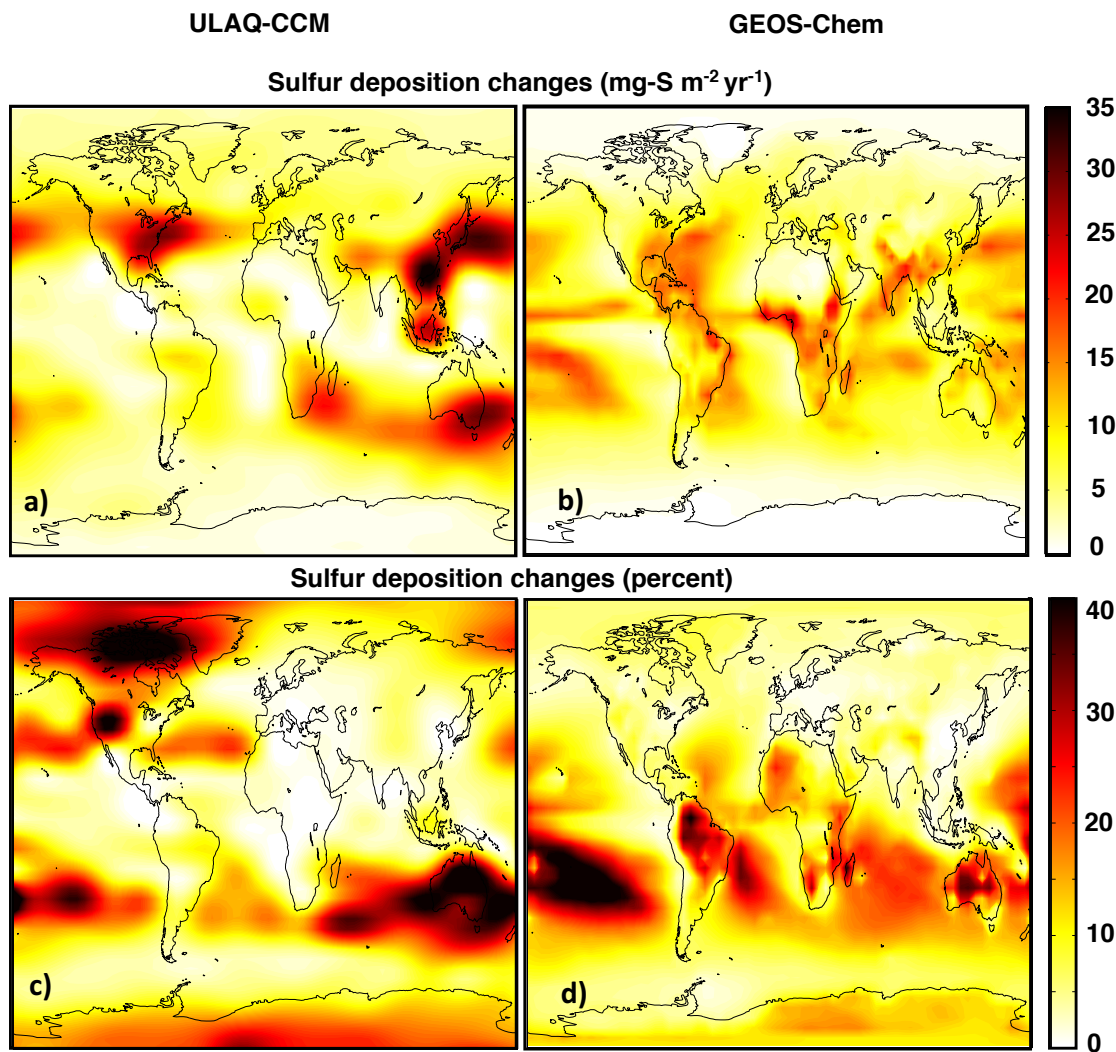 ULAQ-CCM GEOS-Chem
Sulfur deposition changes (mg-S m⁻² yr⁻¹)
a) b)
35
30
25
20
15
10
5
0
Sulfur deposition changes (percent)
c) d)
40
30
20
10
0